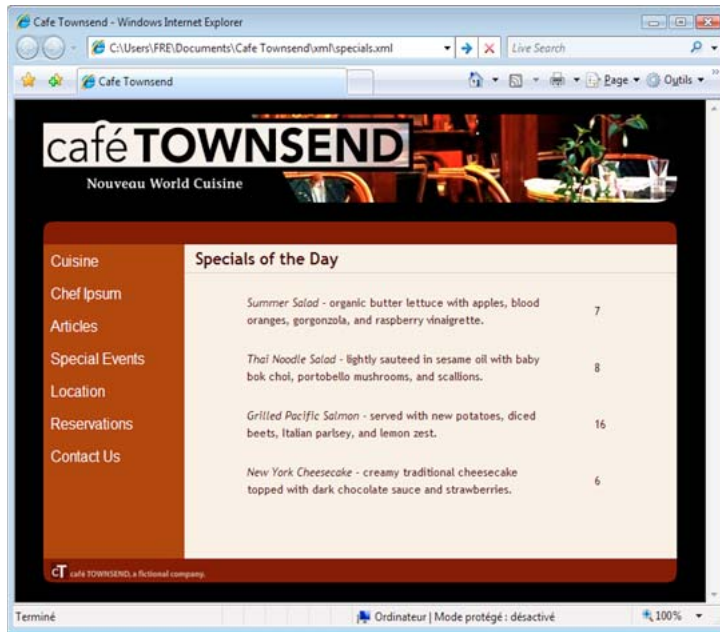 Cafe Townsend - Windows Internet Explorer
C:\Users\FRE\Documents\Cafe Townsend\xml\specials.xml
Live Search
Cafe Townsend
Page
Outils
café TOWNSEND
Nouveau World Cuisine
Cuisine
Chef Ipsum
Articles
Special Events
Location
Reservations
Contact Us
Specials of the Day
Summer Salad - organic butter lettuce with apples, blood
oranges, gorgonzola, and raspberry vinaigrette.
7
Thai Noodle Salad - lightly sauteed in sesame oil with baby
bok choi, portobello mushrooms, and scallions.
8
Grilled Pacific Salmon - served with new potatoes, diced
beets, Italian parlsey, and lemon zest.
16
New York Cheesecake - creamy traditional cheesecake
topped with dark chocolate sauce and strawberries.
6
cT café TOWNSEND, a fictional company.
Terminé
Ordinateur | Mode protégé : désactivé
100%